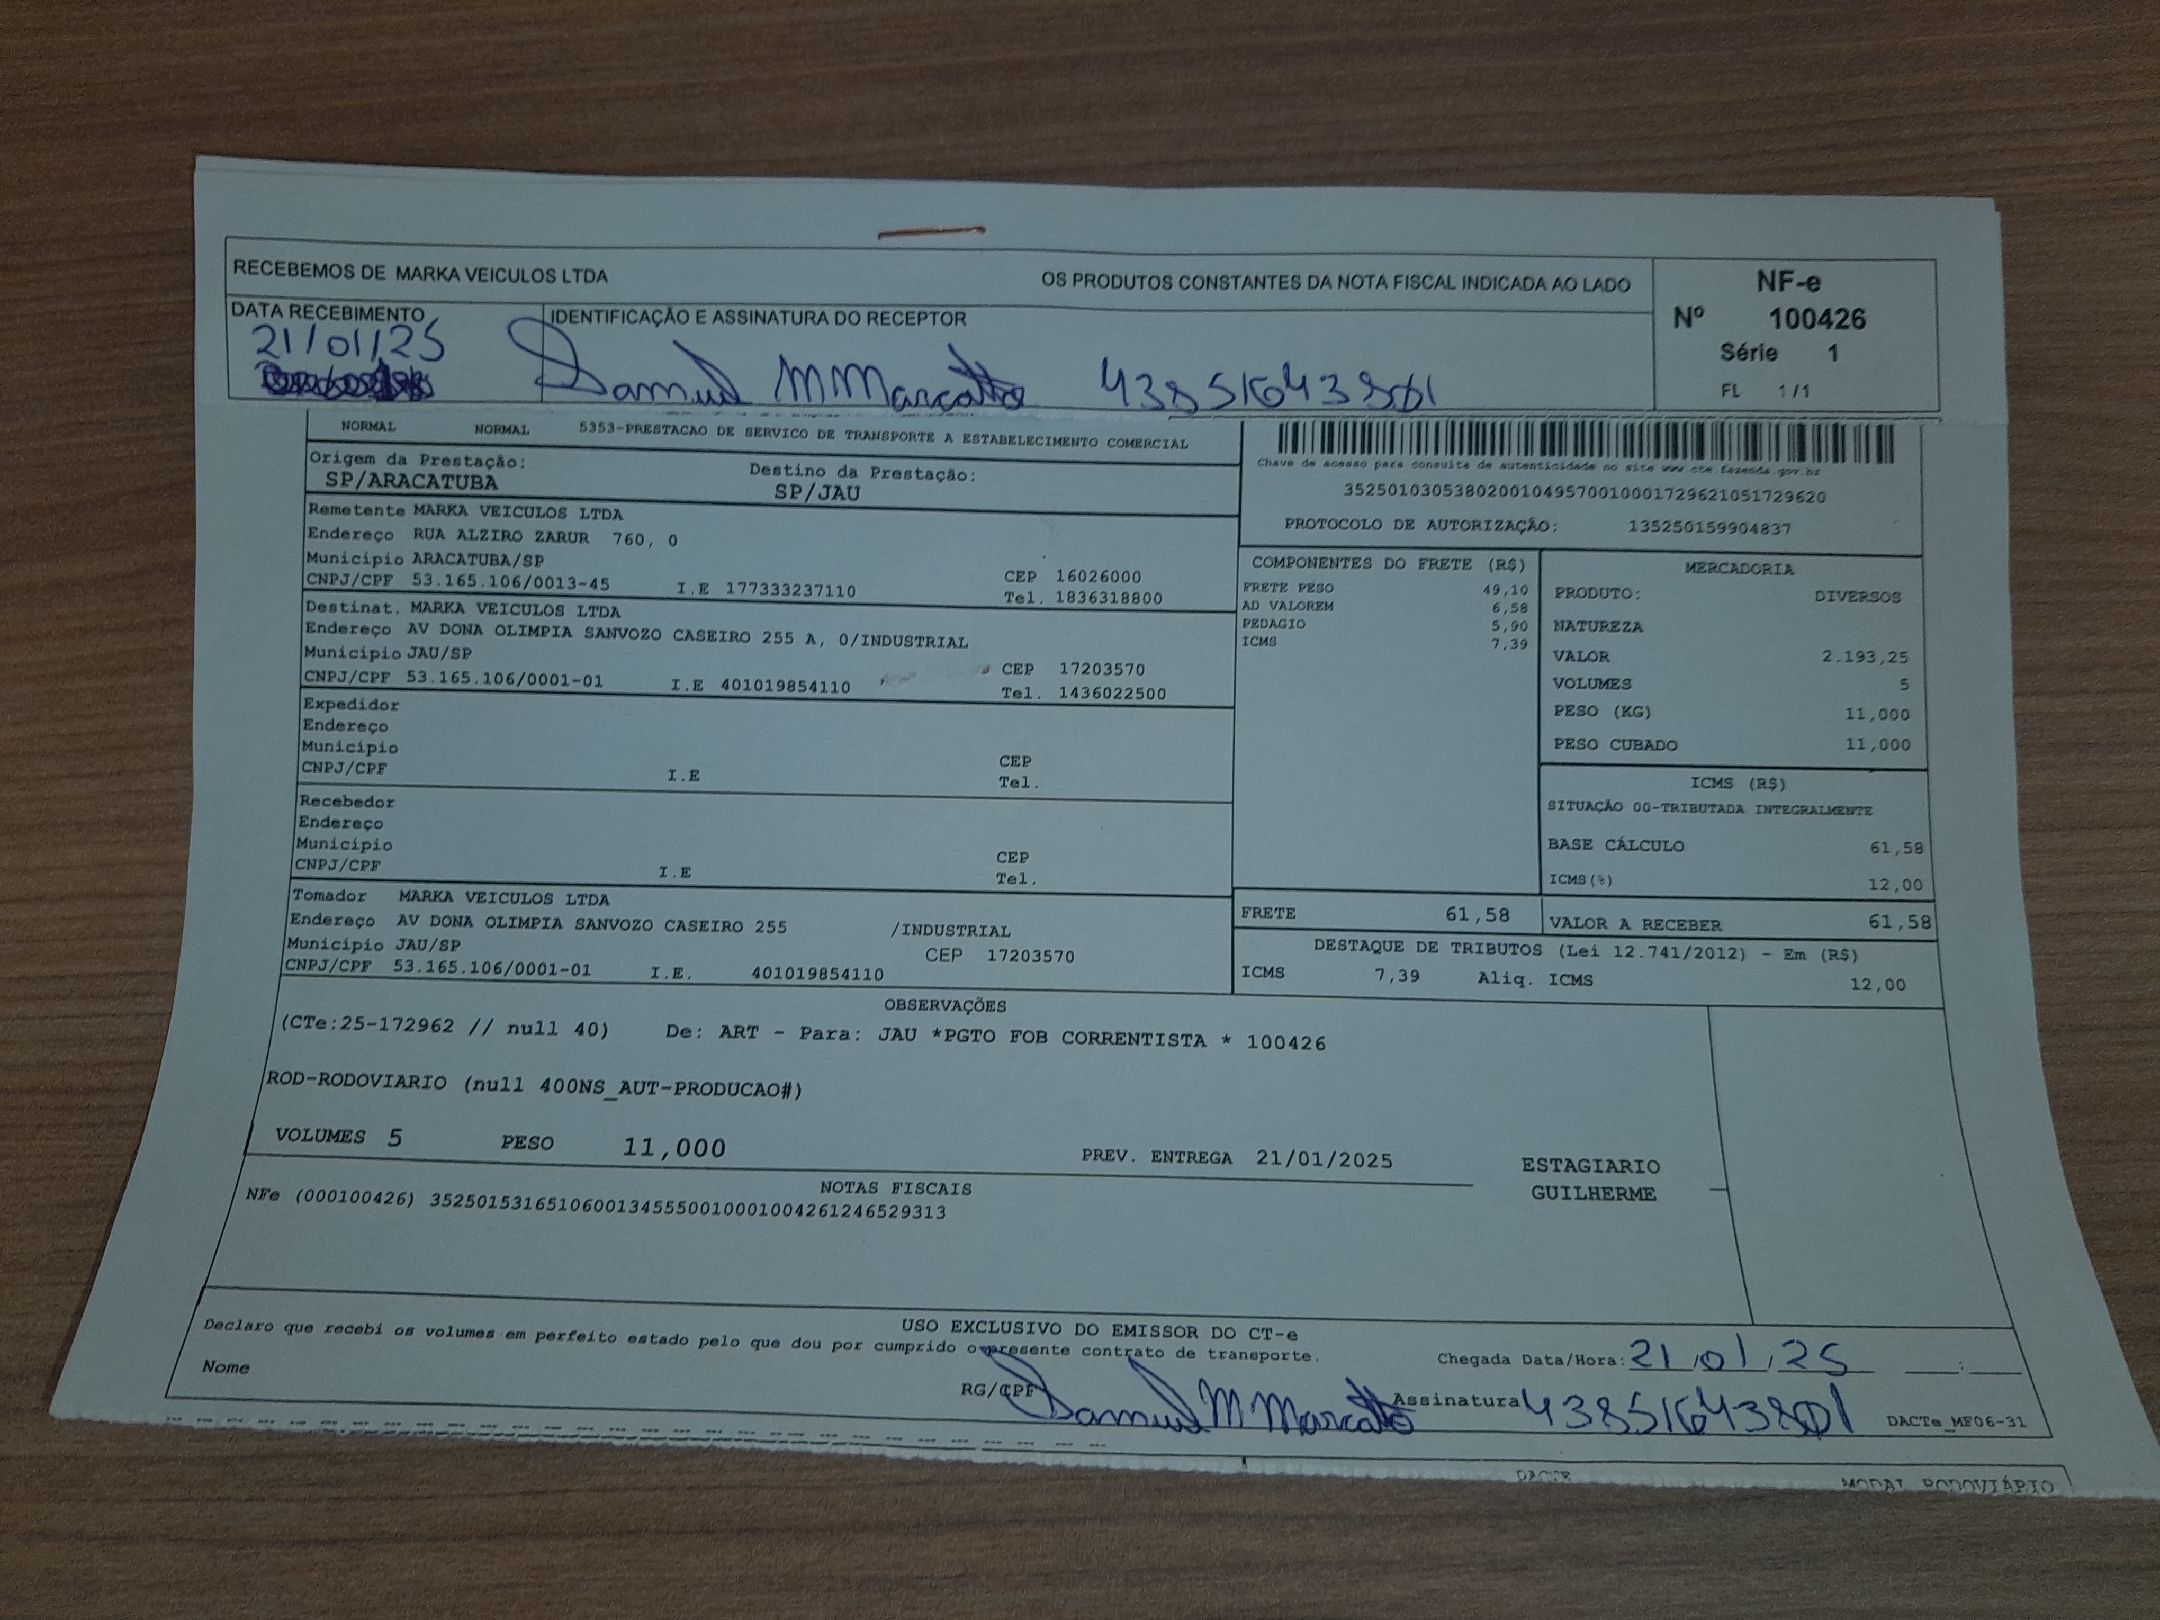 RECEBEMOS DE MARKA VEICULOS LTDA OS PRODUTOS CONSTANTES DA NOTA FISCAL INDICADA AO LADO
NF-e
Nº 100426
Série 1
FL 1/1
DATA RECEBIMENTO
21/01/25
IDENTIFICAÇÃO E ASSINATURA DO RECEPTOR
Samuel M Marcatto
NORMAL NORMAL 5353-PRESTACAO DE SERVICO DE TRANSPORTE A ESTABELECIMENTO COMERCIAL
Origem da Prestação: Destino da Prestação:
SP/ARACATUBA SP/JAU
Chave de acesso para consulta de autenticidade no site www.cte.fazenda.gov.br
35250103053802001049570010001729621051729620
PROTOCOLO DE AUTORIZAÇÃO: 135250159904837
Remetente MARKA VEICULOS LTDA
Endereço RUA ALZIRO ZARUR 760, 0
Município ARACATUBA/SP CEP 16026000
CNPJ/CPF 53.165.106/0013-45 I.E 177333237110 Tel. 1836318800
Destinat. MARKA VEICULOS LTDA
Endereço AV DONA OLIMPIA SANVOZO CASEIRO 255 A, 0/INDUSTRIAL
Município JAU/SP CEP 17203570
CNPJ/CPF 53.165.106/0001-01 I.E 401019854110 Tel. 1436022500
Expedidor
Endereço
Município CEP
CNPJ/CPF I.E Tel.
Recebedor
Endereço
Município CEP
CNPJ/CPF I.E Tel.
Tomador MARKA VEICULOS LTDA
Endereço AV DONA OLIMPIA SANVOZO CASEIRO 255 /INDUSTRIAL
Município JAU/SP CEP 17203570
CNPJ/CPF 53.165.106/0001-01 I.E. 401019854110
COMPONENTES DO FRETE (R$)
FRETE PESO 49,10
AD VALOREM 6,58
PEDAGIO 5,90
ICMS 7,39
MERCADORIA
PRODUTO: DIVERSOS
NATUREZA
VALOR 2.193,25
VOLUMES 5
PESO (KG) 11,000
PESO CUBADO 11,000
ICMS (R$)
SITUAÇÃO 00-TRIBUTADA INTEGRALMENTE
BASE CÁLCULO 61,58
ICMS(%) 12,00
FRETE 61,58 VALOR A RECEBER 61,58
DESTAQUE DE TRIBUTOS (Lei 12.741/2012) - Em (R$)
ICMS 7,39 Aliq. ICMS 12,00
OBSERVAÇÕES
(CTe:25-172962 // null 40) De: ART - Para: JAU *PGTO FOB CORRENTISTA * 100426
ROD-RODOVIARIO (null 400NS_AUT-PRODUCAO#)
VOLUMES 5 PESO 11,000 PREV. ENTREGA 21/01/2025
ESTAGIARIO
GUILHERME
NOTAS FISCAIS
NFe (000100426) 35250153165106001345550010001004261246529313
USO EXCLUSIVO DO EMISSOR DO CT-e
Declaro que recebi os volumes em perfeito estado pelo que dou por cumprido o presente contrato de transporte.
Chegada Data/Hora: 21/01/25 :
Nome RG/CPF Samuel M Marcatto Assinatura
DACTe_MF06-31
MODAL RODOVIÁRIO